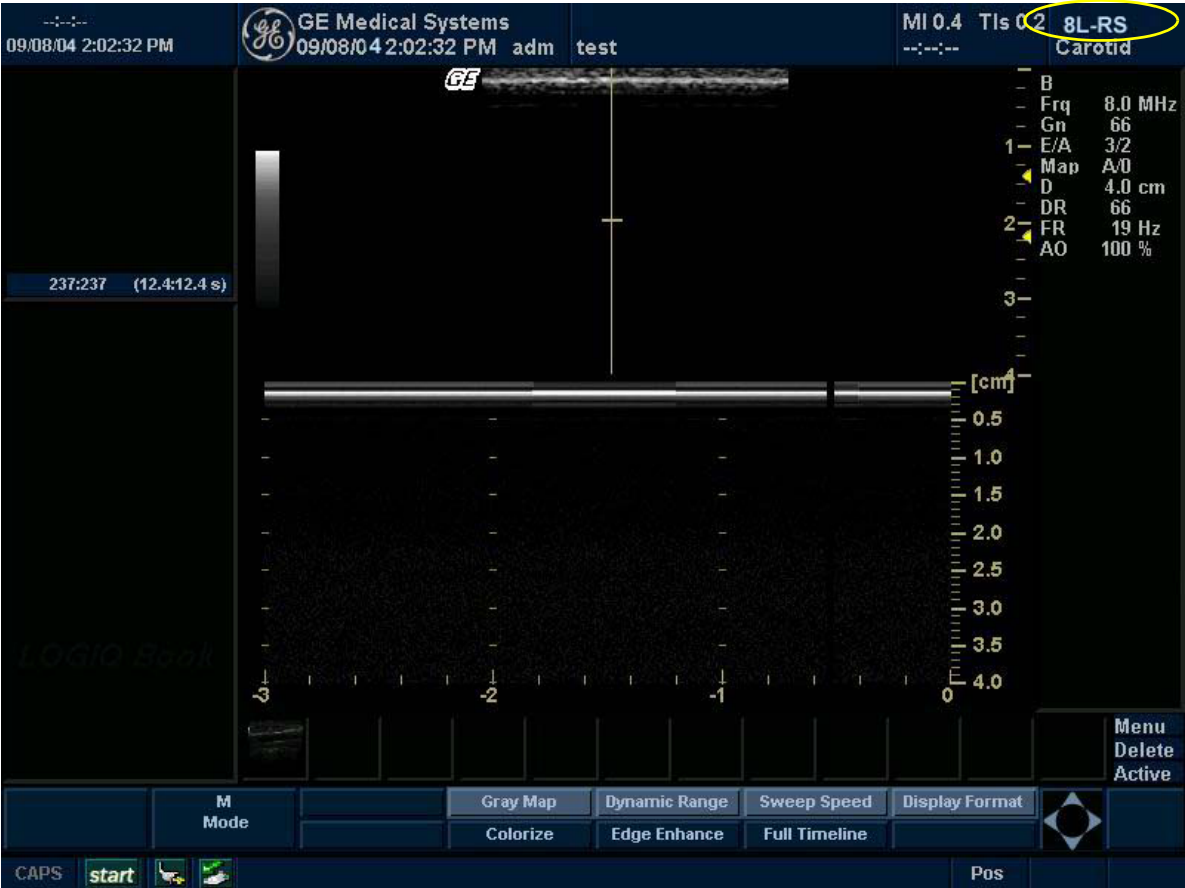 --:--:--
09/08/04 2:02:32 PM
GE Medical Systems
09/08/04 2:02:32 PM adm test
MI 0.4 TIs 0.2 8L-RS
--:--:-- Carotid
GE
B
Frq 8.0 MHz
Gn 66
E/A 3/2
Map A/0
D 4.0 cm
DR 66
FR 19 Hz
AO 100 %
1
2
3
4
237:237 (12.4:12.4 s)
[cm]
0.5
1.0
1.5
2.0
2.5
3.0
3.5
4.0
LOGIQ Book
-3 -2 -1 0
Menu
Delete
Active
M
Mode
Gray Map Dynamic Range Sweep Speed Display Format
Colorize Edge Enhance Full Timeline
CAPS start Pos